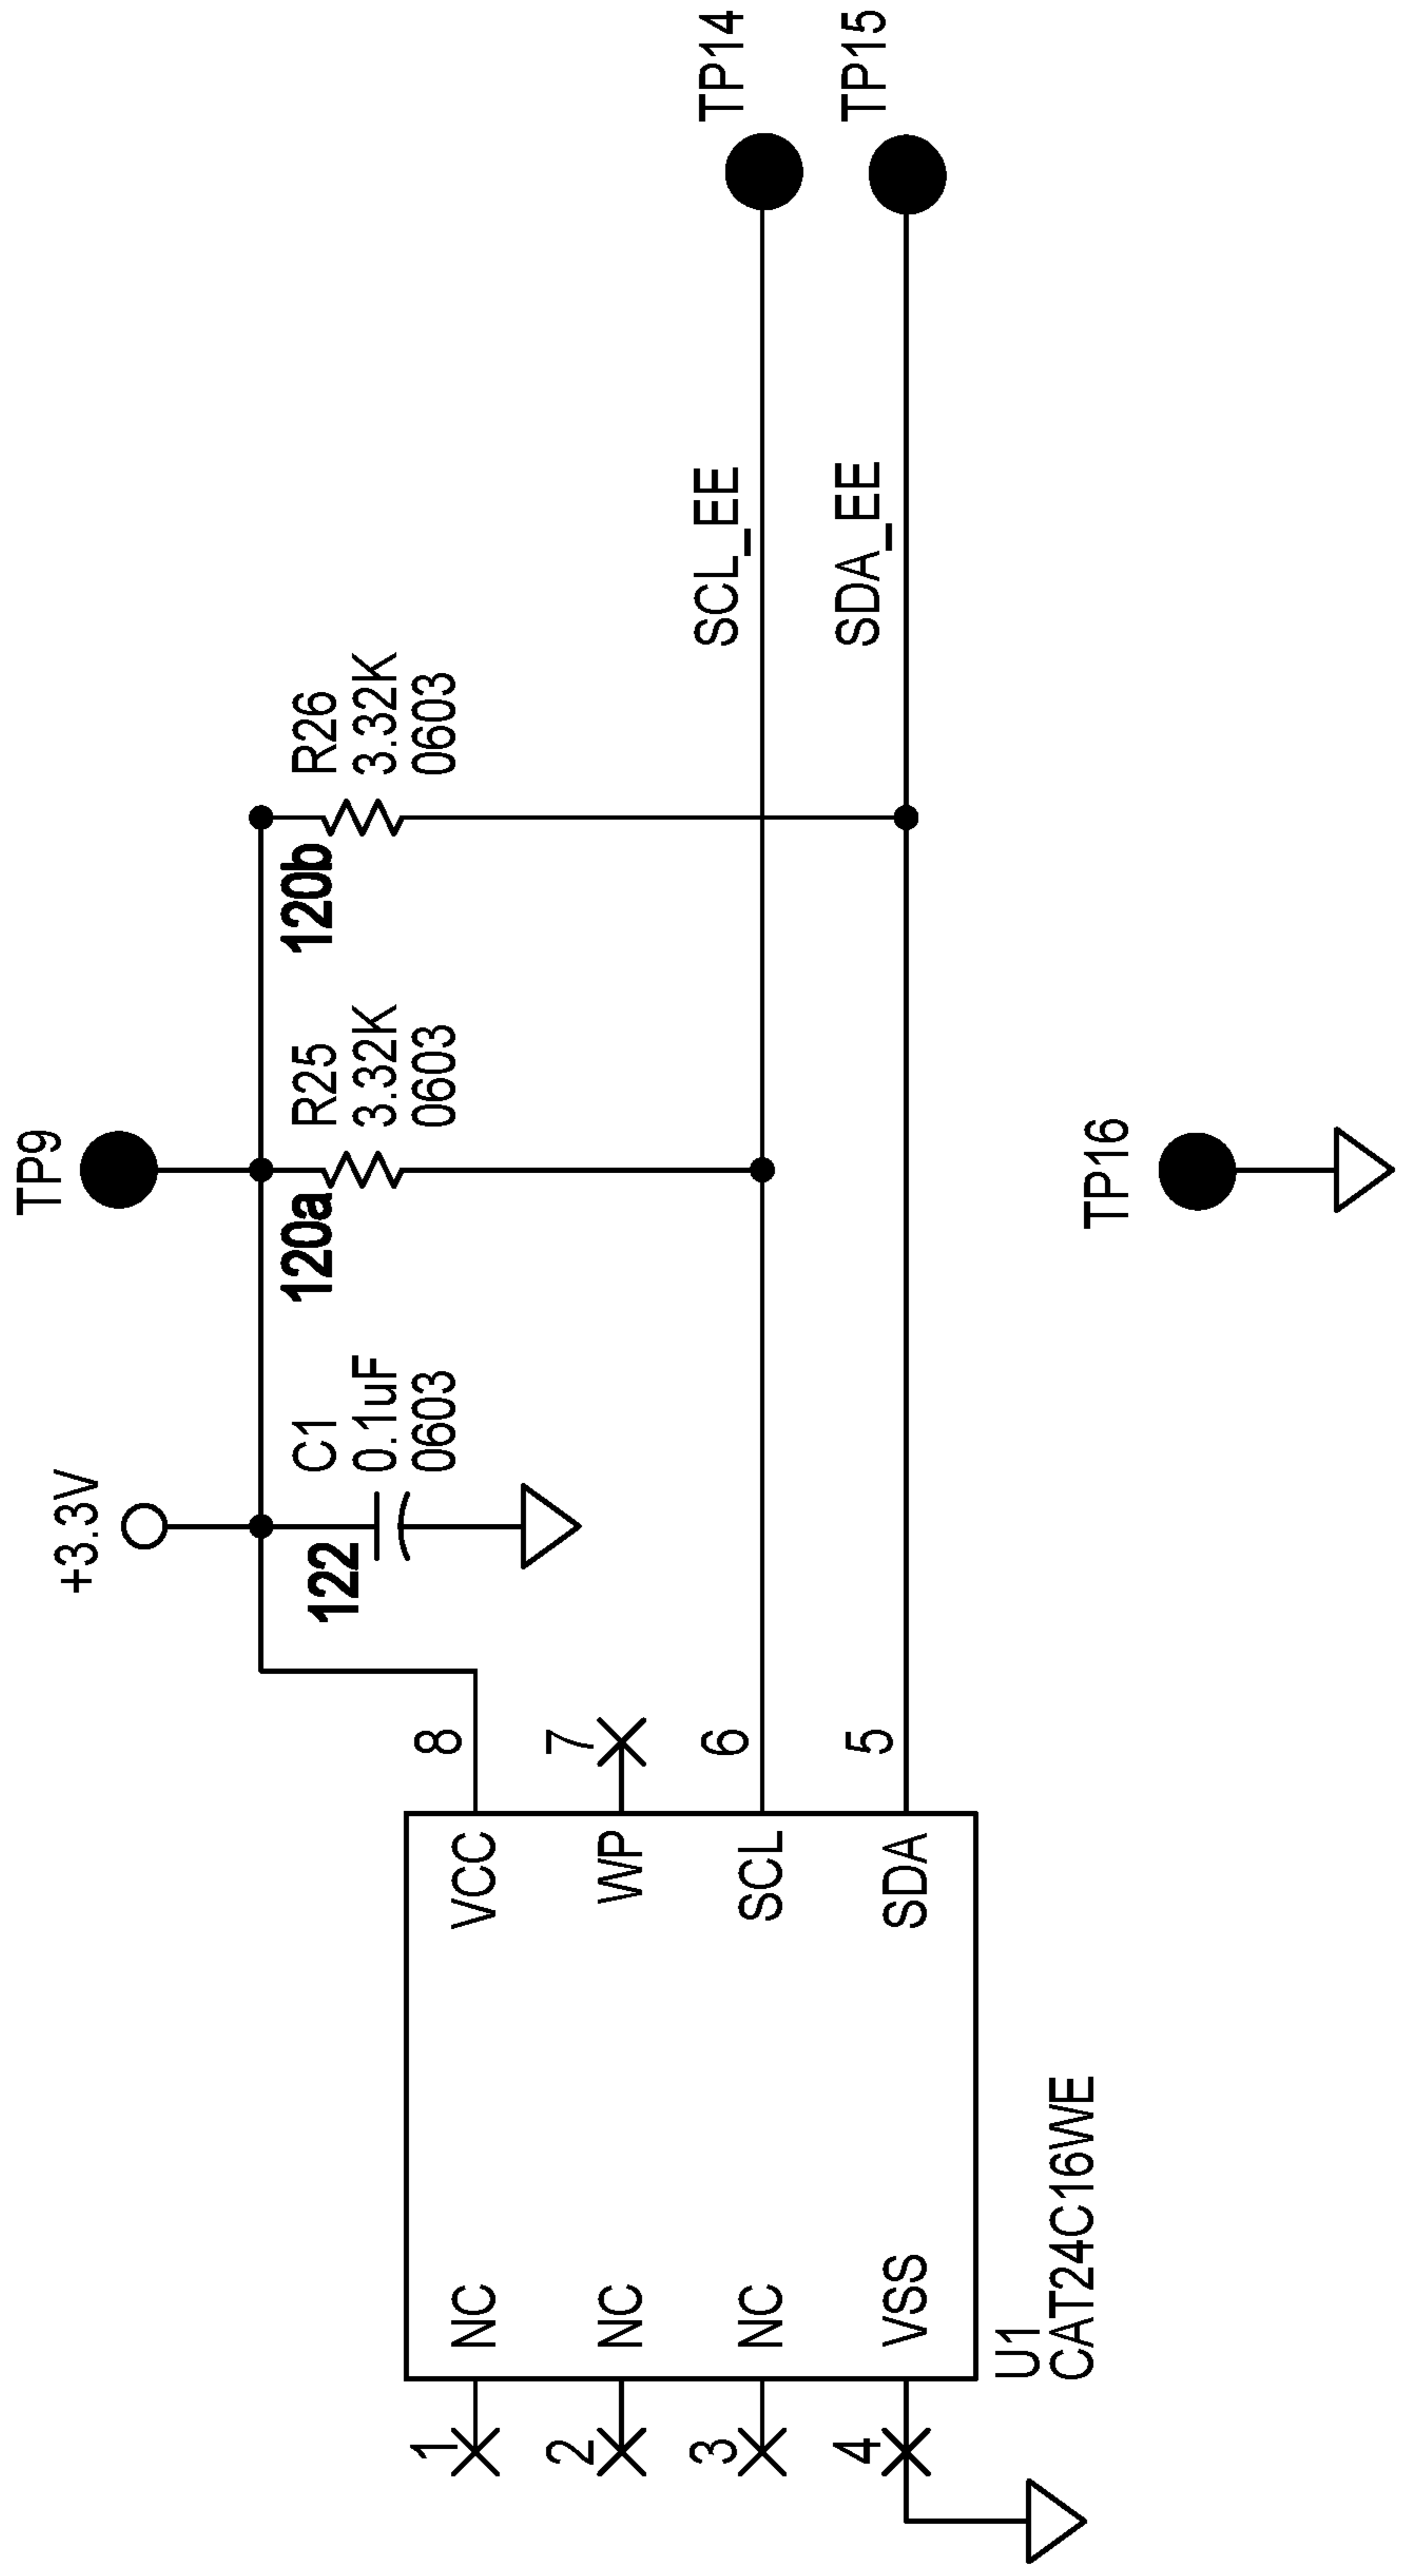 +3.3V
TP9
C1
0.1uF
0603
122
R25
3.32K
0603
120a
R26
3.32K
0603
120b
1
NC
VCC
8
2
NC
WP
7
3
NC
SCL
6
SCL_EE
TP14
4
VSS
SDA
5
SDA_EE
TP15
U1
CAT24C16WE
TP16